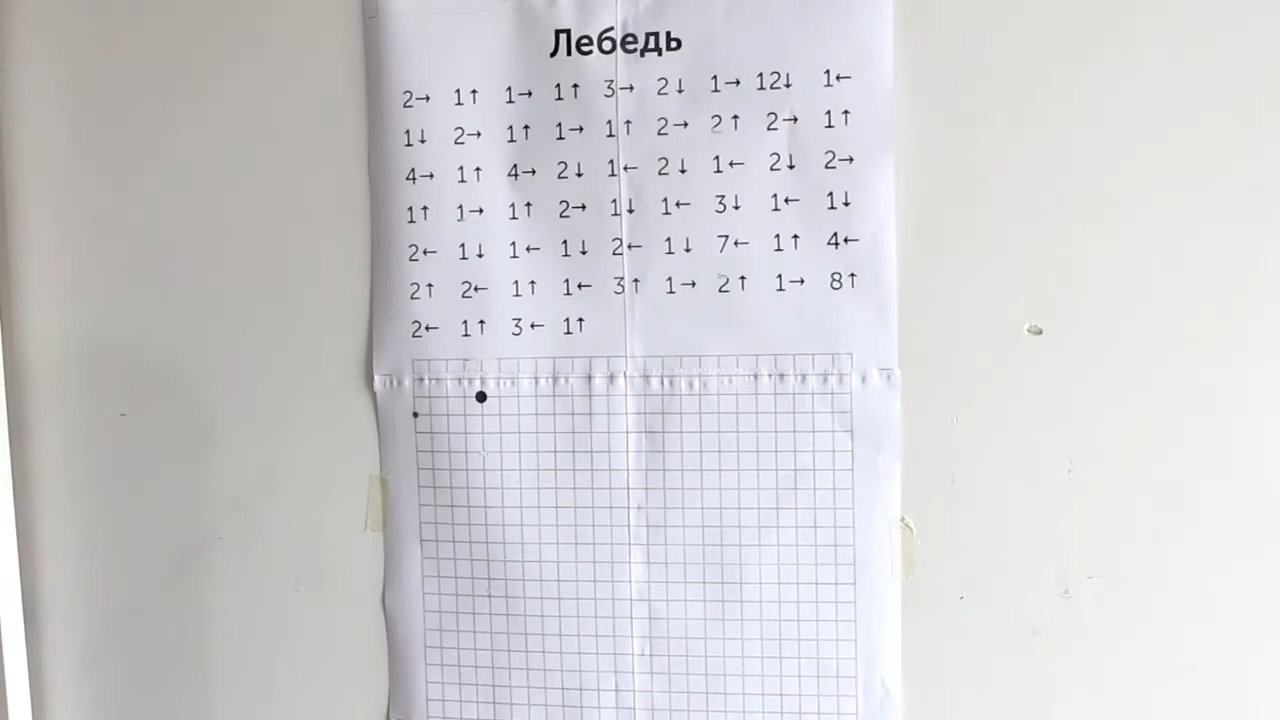 Лебедь
2→ 1↑ 1→ 1↑ 3→ 2↓ 1→ 12↓ 1←
1↓ 2→ 1↑ 1→ 1↑ 2→ 2↑ 2→ 1↑
4→ 1↑ 4→ 2↓ 1← 2↓ 1← 2↓ 2→
1↑ 1→ 1↑ 2→ 1↓ 1← 3↓ 1← 1↓
2← 1↓ 1← 1↓ 2← 1↓ 7← 1↑ 4←
2↑ 2← 1↑ 1← 3↑ 1→ 2↑ 1→ 8↑
2← 1↑ 3← 1↑